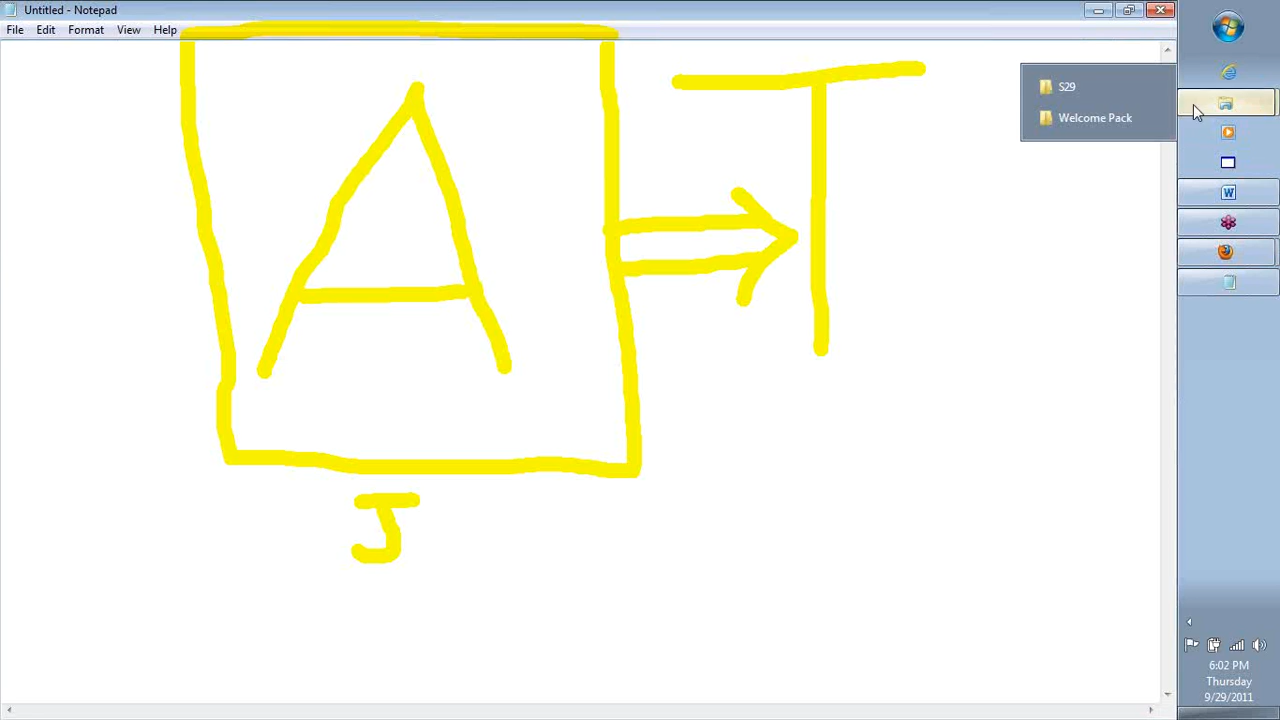 Untitled - Notepad
File Edit Format View Help
A T
J
S29
Welcome Pack
6:02 PM
Thursday
9/29/2011